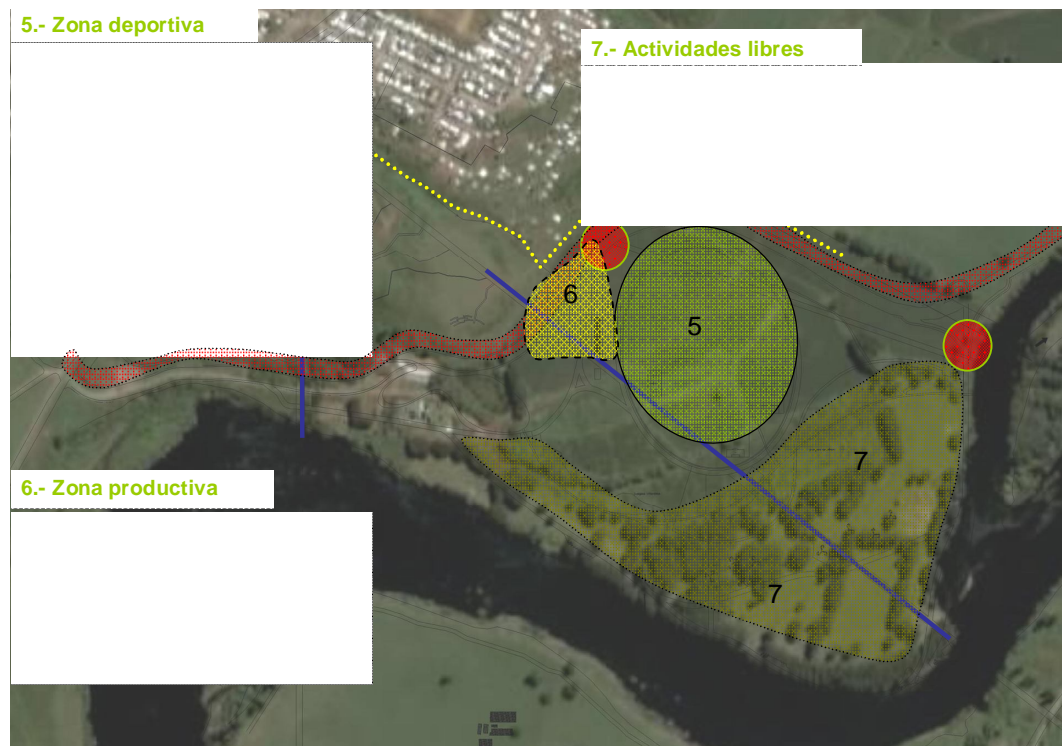 5.- Zona deportiva
7.- Actividades libres
6
5
7
6.- Zona productiva
7